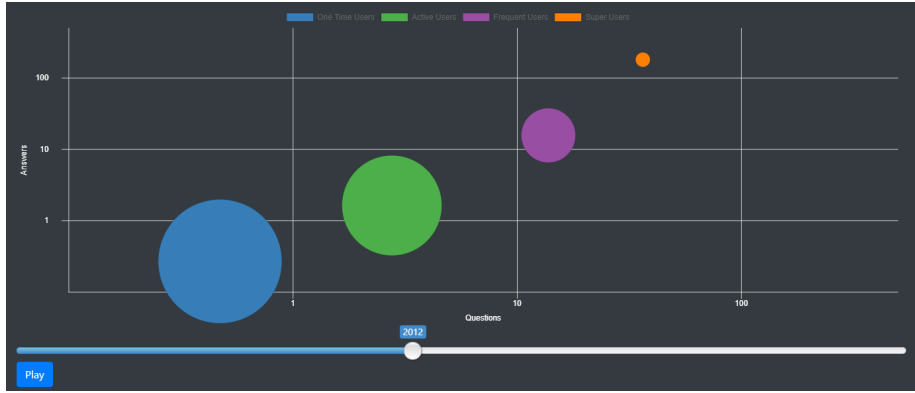 One Time Users Active Users Frequent Users Super Users
100
10
1
Answers
1 10 100
Questions
2012
Play